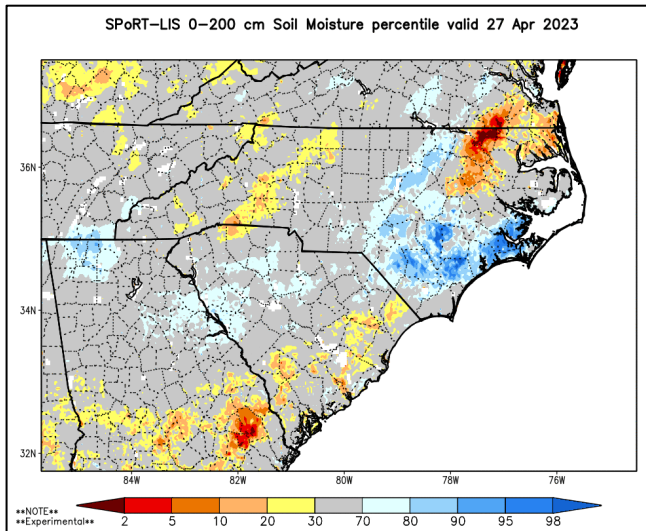 SPoRT-LIS 0-200 cm Soil Moisture percentile valid 27 Apr 2023
36N
34N
32N
84W 82W 80W 78W 76W
**NOTE**
**Experimental** 2 5 10 20 30 70 80 90 95 98